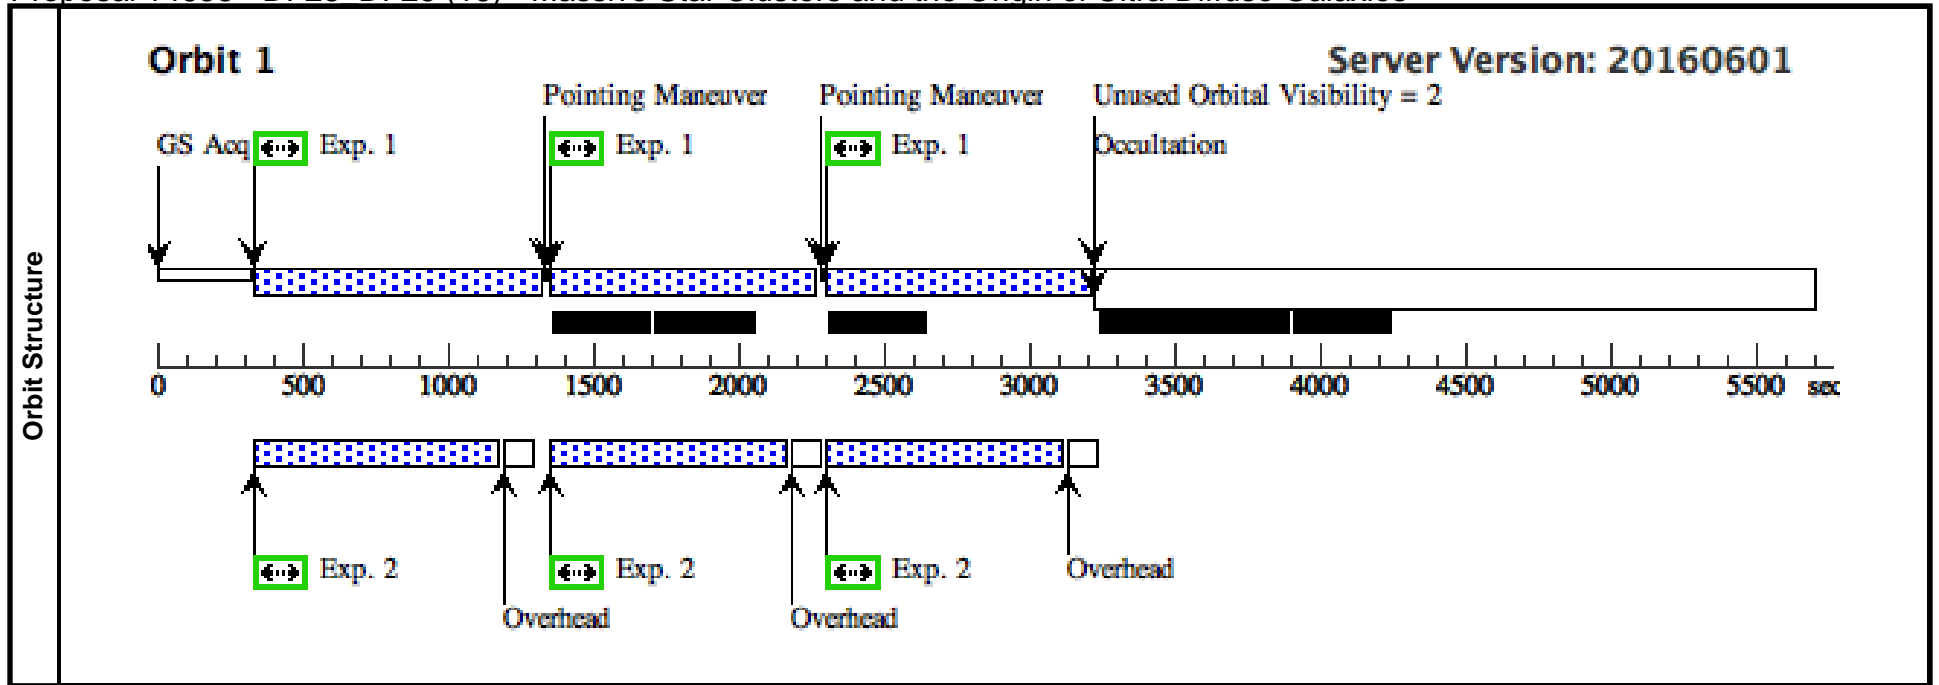 Orbit 1
Server Version: 20160601
Pointing Maneuver
Pointing Maneuver
Unused Orbital Visibility = 2
GS Acq
Exp. 1
Exp. 1
Exp. 1
Occultation
Orbit Structure
0
500
1000
1500
2000
2500
3000
3500
4000
4500
5000
5500
sec
Exp. 2
Exp. 2
Exp. 2
Overhead
Overhead
Overhead